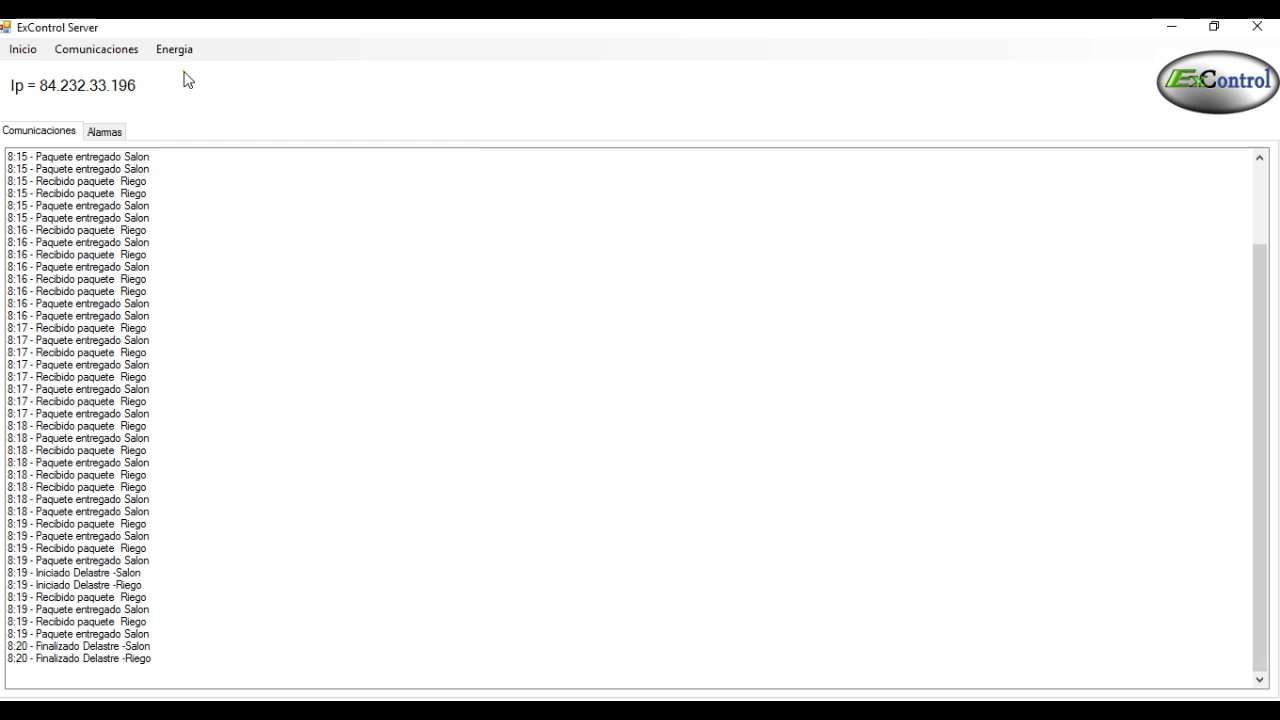 ExControl Server
Inicio Comunicaciones Energia
Ip = 84.232.33.196
ExControl
Comunicaciones Alarmas
8:15 - Paquete entregado Salon
8:15 - Paquete entregado Salon
8:15 - Recibido paquete  Riego
8:15 - Recibido paquete  Riego
8:15 - Paquete entregado Salon
8:15 - Paquete entregado Salon
8:16 - Recibido paquete  Riego
8:16 - Paquete entregado Salon
8:16 - Recibido paquete  Riego
8:16 - Paquete entregado Salon
8:16 - Recibido paquete  Riego
8:16 - Recibido paquete  Riego
8:16 - Paquete entregado Salon
8:16 - Paquete entregado Salon
8:17 - Recibido paquete  Riego
8:17 - Paquete entregado Salon
8:17 - Recibido paquete  Riego
8:17 - Paquete entregado Salon
8:17 - Recibido paquete  Riego
8:17 - Paquete entregado Salon
8:17 - Recibido paquete  Riego
8:17 - Paquete entregado Salon
8:18 - Recibido paquete  Riego
8:18 - Paquete entregado Salon
8:18 - Recibido paquete  Riego
8:18 - Paquete entregado Salon
8:18 - Recibido paquete  Riego
8:18 - Recibido paquete  Riego
8:18 - Paquete entregado Salon
8:18 - Paquete entregado Salon
8:19 - Recibido paquete  Riego
8:19 - Paquete entregado Salon
8:19 - Recibido paquete  Riego
8:19 - Paquete entregado Salon
8:19 - Iniciado Delastre -Salon
8:19 - Iniciado Delastre -Riego
8:19 - Recibido paquete  Riego
8:19 - Paquete entregado Salon
8:19 - Recibido paquete  Riego
8:19 - Paquete entregado Salon
8:20 - Finalizado Delastre -Salon
8:20 - Finalizado Delastre -Riego